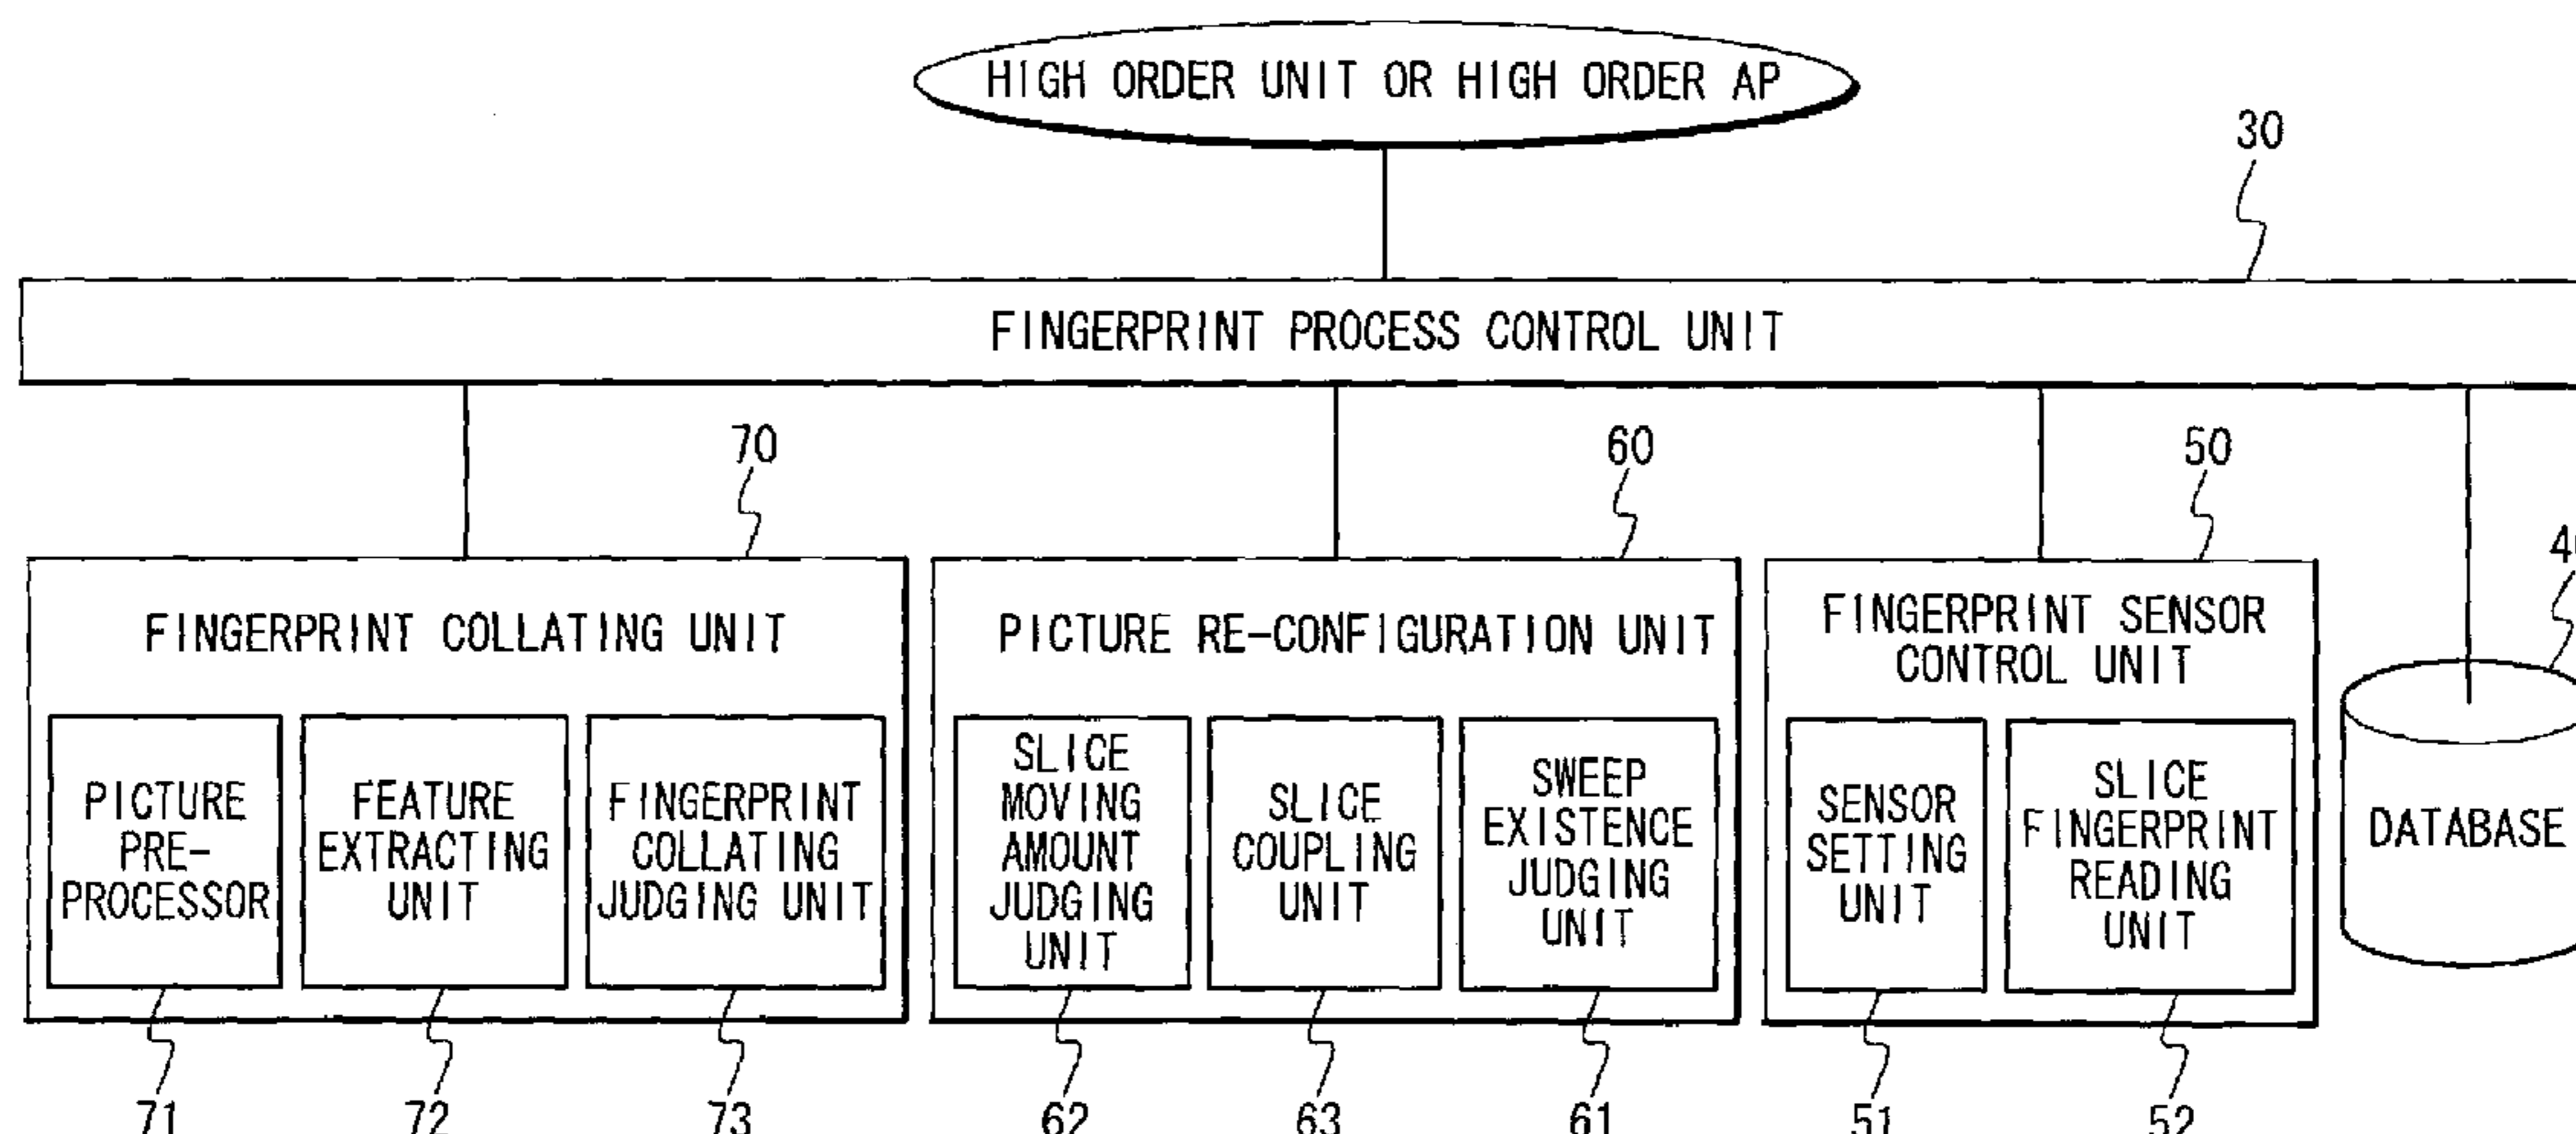 HIGH ORDER UNIT OR HIGH ORDER AP
30
FINGERPRINT PROCESS CONTROL UNIT
70
60
50
FINGERPRINT COLLATING UNIT
PICTURE
PRE-
PROCESSOR
FEATURE
EXTRACTING
UNIT
FINGERPRINT
COLLATING
JUDGING UNIT
PICTURE RE-CONFIGURATION UNIT
SLICE
MOVING
AMOUNT
JUDGING
UNIT
SLICE
COUPLING
UNIT
SWEEP
EXISTENCE
JUDGING
UNIT
FINGERPRINT SENSOR
CONTROL UNIT
SENSOR
SETTING
UNIT
SLICE
FINGERPRINT
READING
UNIT
DATABASE
71
72
73
62
63
61
51
52